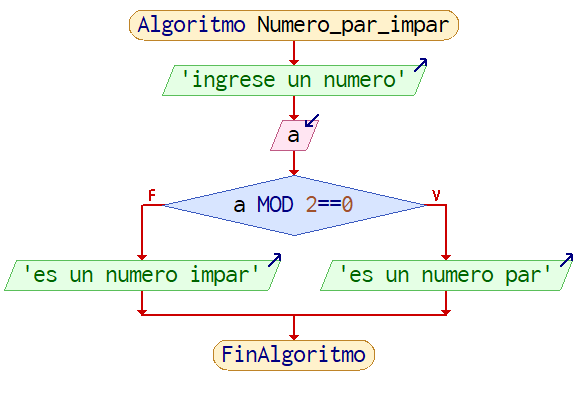 Algoritmo Numero_par_impar
'ingrese un numero'
a
F
V
a MOD 2==0
'es un numero impar'
'es un numero par'
FinAlgoritmo